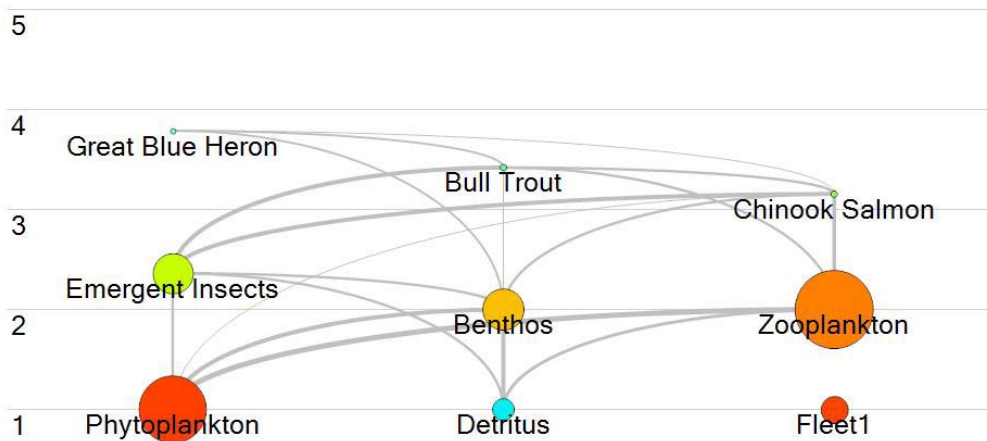 5
4
Great Blue Heron
Bull Trout
3
Chinook Salmon
Emergent Insects
2
Benthos
Zooplankton
1
Phytoplankton
Detritus
Fleet1